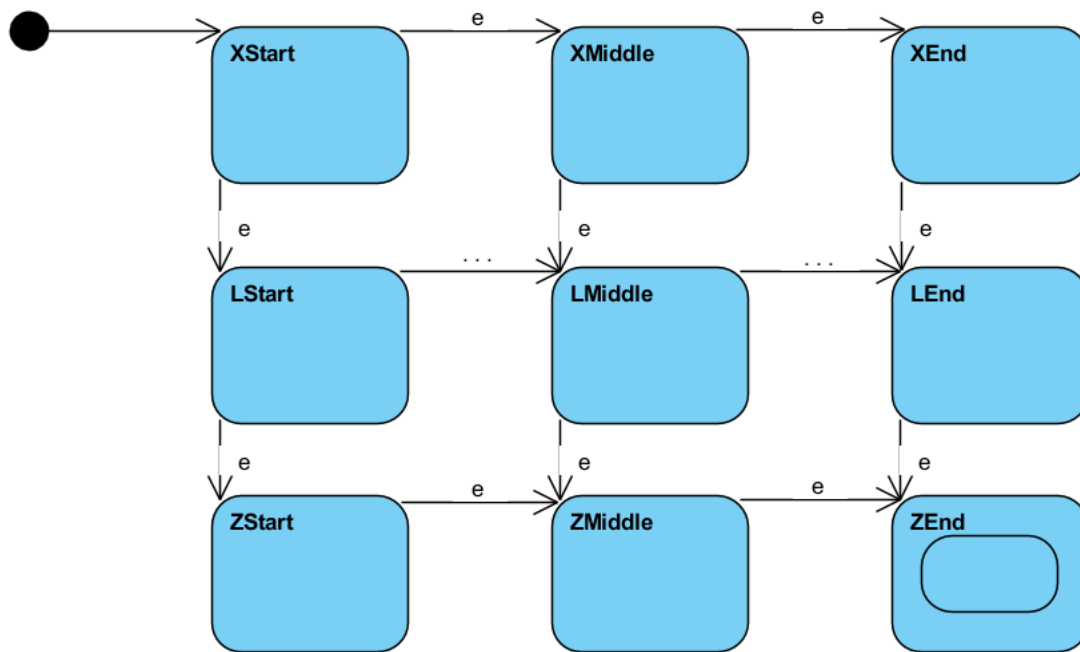 e
e
XStart
XMiddle
XEnd
e
e
e
. . .
. . .
LStart
LMiddle
LEnd
e
e
e
e
e
ZStart
ZMiddle
ZEnd